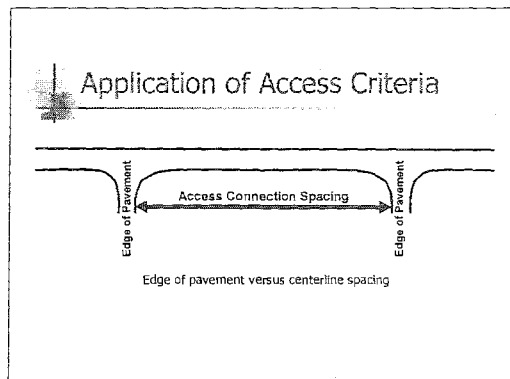 Application of Access Criteria
Edge of Pavement
Access Connection Spacing
Edge of Pavement
Edge of pavement versus centerline spacing